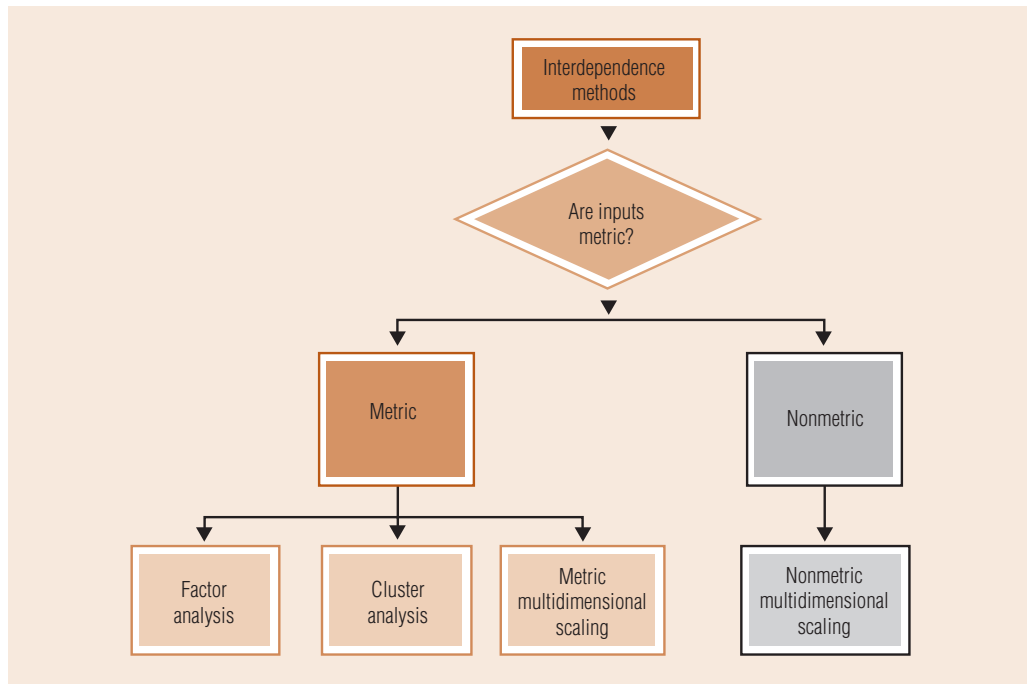 Interdependence
methods
Are inputs
metric?
Metric
Nonmetric
Factor
analysis
Cluster
analysis
Metric
multidimensional
scaling
Nonmetric
multidimensional
scaling